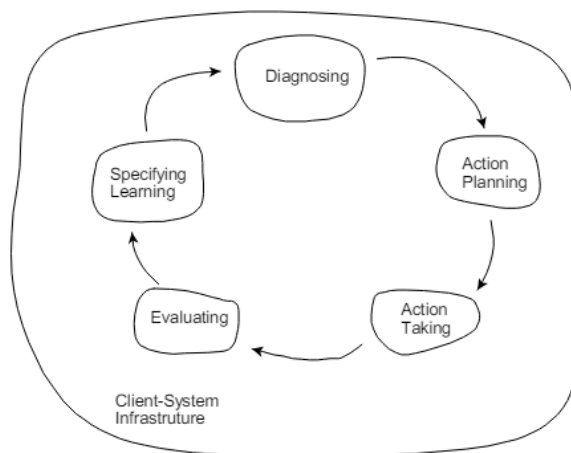 Diagnosing
Action
Planning
Action
Taking
Evaluating
Specifying
Learning
Client-System
Infrastruture